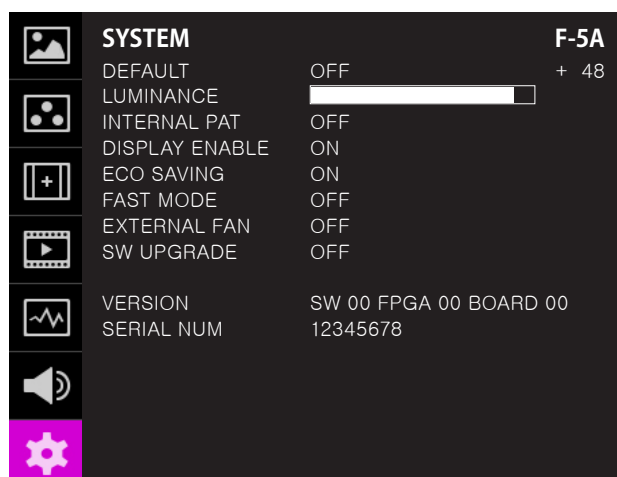 SYSTEM F-5A
DEFAULT OFF + 48
LUMINANCE
INTERNAL PAT OFF
DISPLAY ENABLE ON
ECO SAVING ON
FAST MODE OFF
EXTERNAL FAN OFF
SW UPGRADE OFF
VERSION SW 00 FPGA 00 BOARD 00
SERIAL NUM 12345678